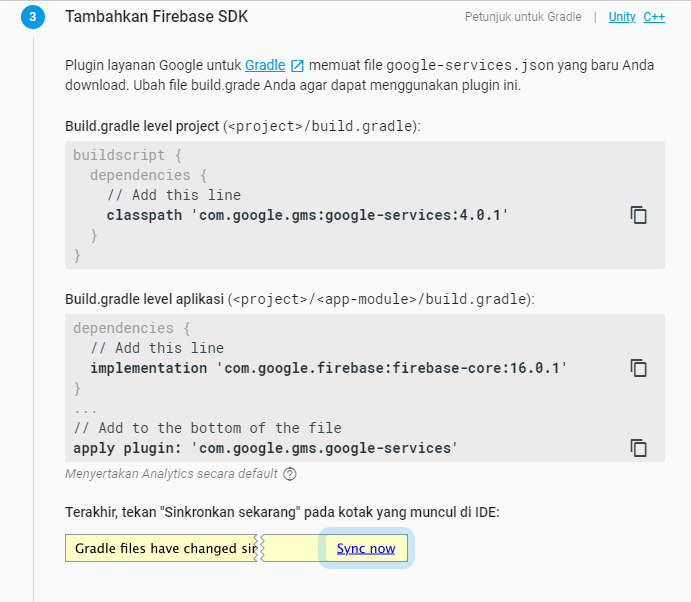 3 Tambahkan Firebase SDK Petunjuk untuk Gradle | Unity C++
Plugin layanan Google untuk Gradle memuat file google-services.json yang baru Anda
download. Ubah file build.grade Anda agar dapat menggunakan plugin ini.
Build.gradle level project (<project>/build.gradle):
buildscript {
  dependencies {
    // Add this line
    classpath 'com.google.gms:google-services:4.0.1'
  }
}
Build.gradle level aplikasi (<project>/<app-module>/build.gradle):
dependencies {
  // Add this line
  implementation 'com.google.firebase:firebase-core:16.0.1'
}
...
// Add to the bottom of the file
apply plugin: 'com.google.gms.google-services'
Menyertakan Analytics secara default ?
Terakhir, tekan "Sinkronkan sekarang" pada kotak yang muncul di IDE:
Gradle files have changed sin Sync now